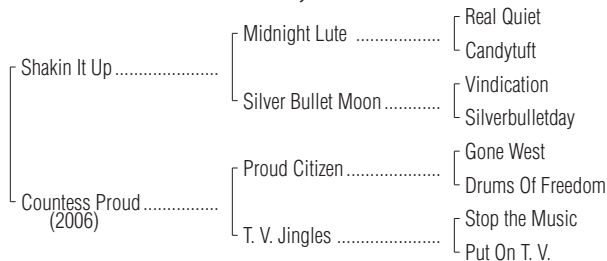 Real Quiet
Midnight Lute ..................
Candytuft
Shakin It Up ......................
Vindication
Silver Bullet Moon ............
Silverbulletday
Gone West
Proud Citizen ....................
Drums Of Freedom
Countess Proud ................
(2006)
Stop the Music
T. V. Jingles ......................
Put On T. V.